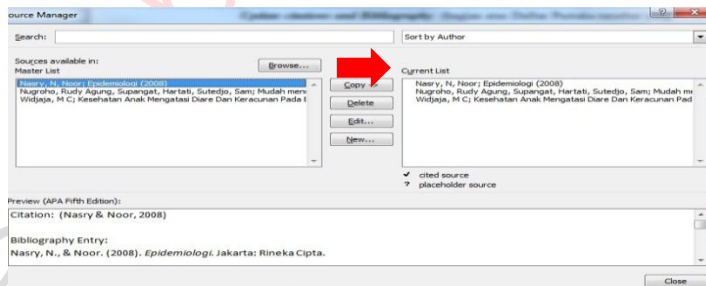 ource Manager
Search:
Sort by Author
Sources available in:
Master List
Browse...
Current List
Nasry, N, Noor; Epidemiologi (2008)
Nugroho, Rudy Agung, Supangat, Hartati, Sutedjo, Sam; Mudah men
Widjaja, M C; Kesehatan Anak Mengatasi Diare Dan Keracunan Pada
Copy ->
Delete
Edit...
New...
Nasry, N, Noor; Epidemiologi (2008)
Nugroho, Rudy Agung, Supangat, Hartati, Sutedjo, Sam; Mudah m
Widjaja, M C; Kesehatan Anak Mengatasi Diare Dan Keracunan Pad
✓ cited source
? placeholder source
Preview (APA Fifth Edition):
Citation: (Nasry & Noor, 2008)
Bibliography Entry:
Nasry, N., & Noor. (2008). Epidemiologi. Jakarta: Rineka Cipta.
Close